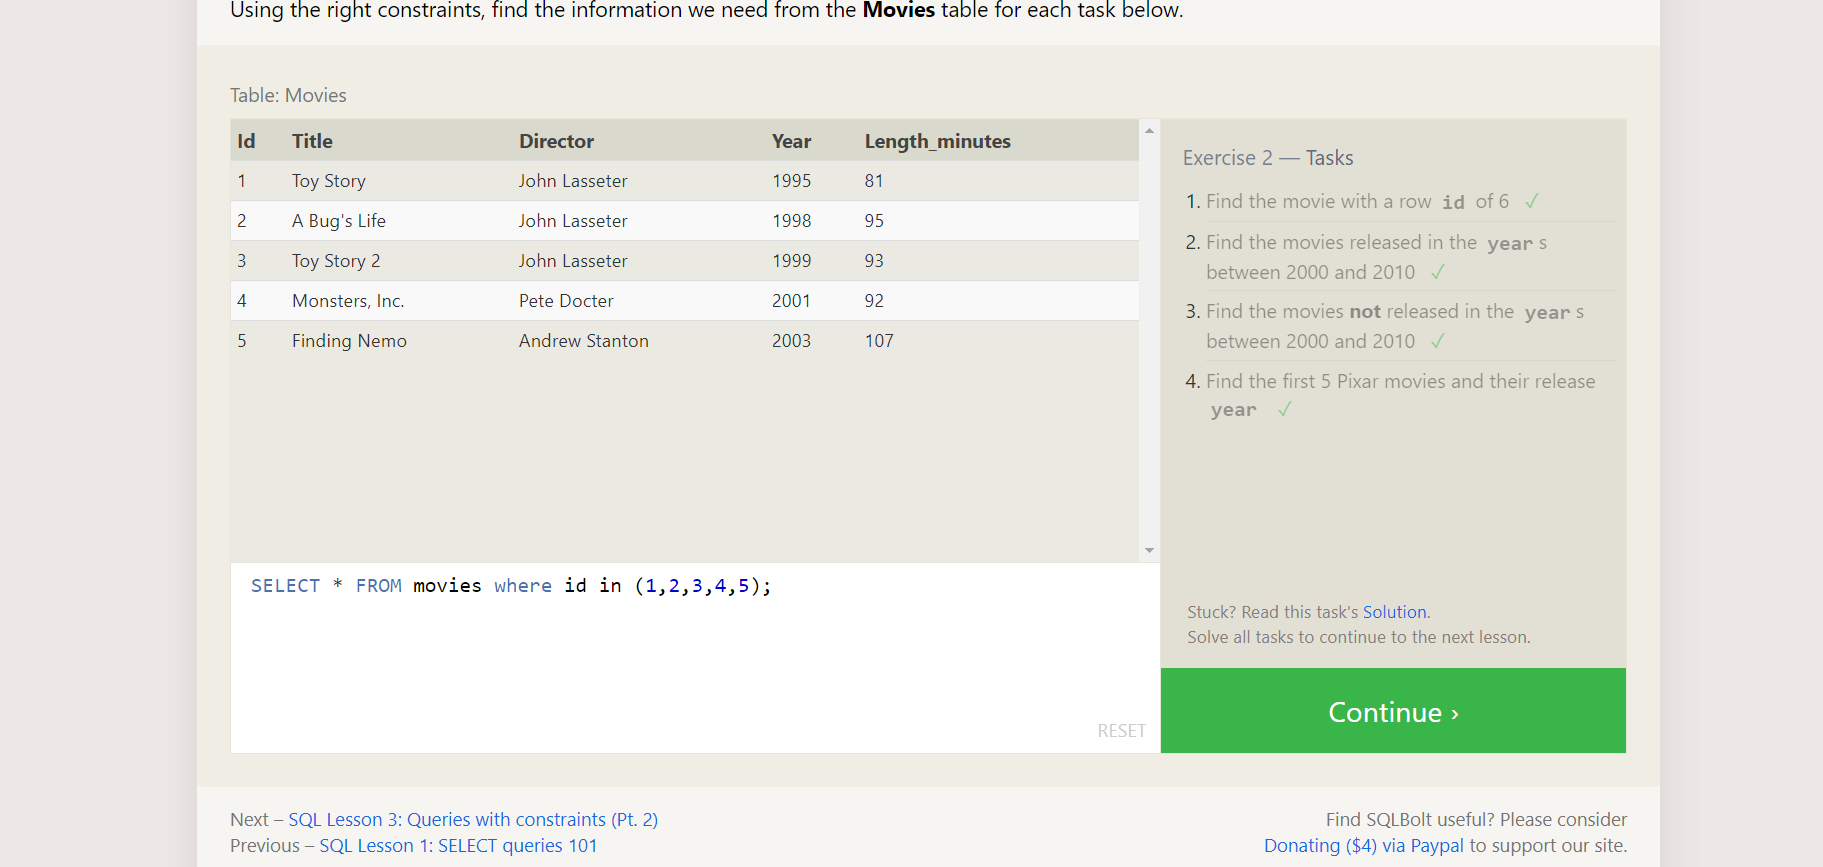 Using the right constraints, find the information we need from the Movies table for each task below.
Table: Movies
Id Title Director Year Length_minutes
1 Toy Story John Lasseter 1995 81
2 A Bug's Life John Lasseter 1998 95
3 Toy Story 2 John Lasseter 1999 93
4 Monsters, Inc. Pete Docter 2001 92
5 Finding Nemo Andrew Stanton 2003 107
SELECT * FROM movies where id in (1,2,3,4,5);
RESET
Exercise 2 — Tasks
1. Find the movie with a row id of 6 ✓
2. Find the movies released in the year s
between 2000 and 2010 ✓
3. Find the movies not released in the year s
between 2000 and 2010 ✓
4. Find the first 5 Pixar movies and their release
year ✓
Stuck? Read this task's Solution.
Solve all tasks to continue to the next lesson.
Continue ›
Next – SQL Lesson 3: Queries with constraints (Pt. 2)
Previous – SQL Lesson 1: SELECT queries 101
Find SQLBolt useful? Please consider
Donating ($4) via Paypal to support our site.